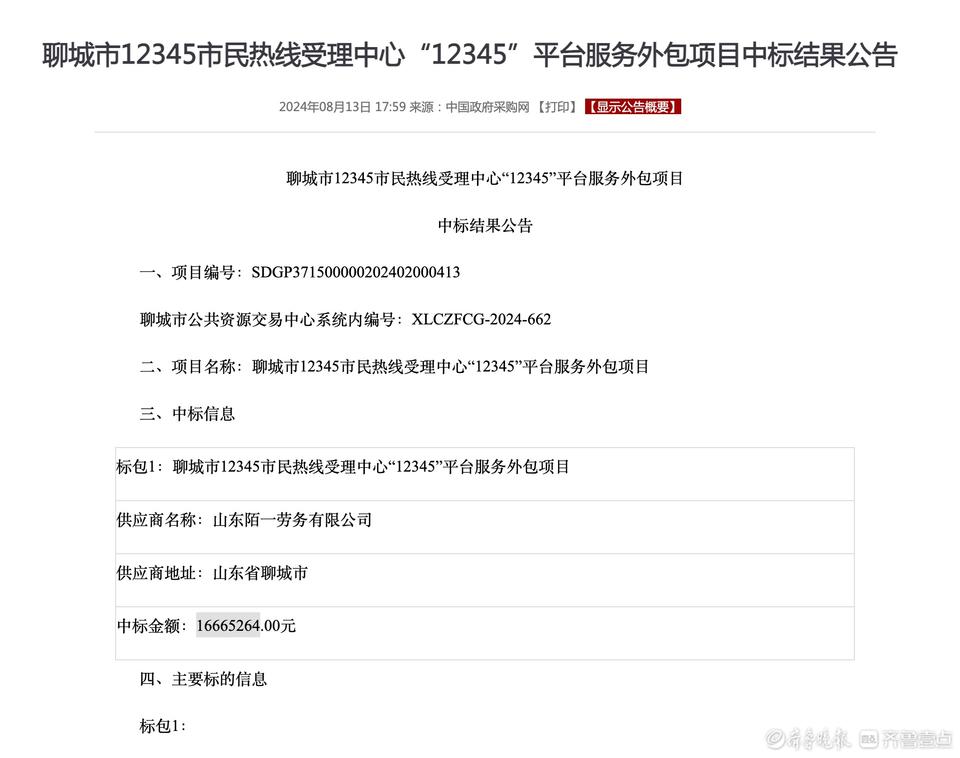 聊城市12345市民热线受理中心“12345”平台服务外包项目中标结果公告
2024年08月13日 17:59 来源：中国政府采购网 【打印】 【显示公告概要】
聊城市12345市民热线受理中心“12345”平台服务外包项目
中标结果公告
一、项目编号：SDGP371500000202402000413
聊城市公共资源交易中心系统内编号：XLCZFCG-2024-662
二、项目名称：聊城市12345市民热线受理中心“12345”平台服务外包项目
三、中标信息
标包1：聊城市12345市民热线受理中心“12345”平台服务外包项目
供应商名称：山东陌一劳务有限公司
供应商地址：山东省聊城市
中标金额：16665264.00元
四、主要标的信息
标包1：
齐鲁晚报 齐鲁壹点